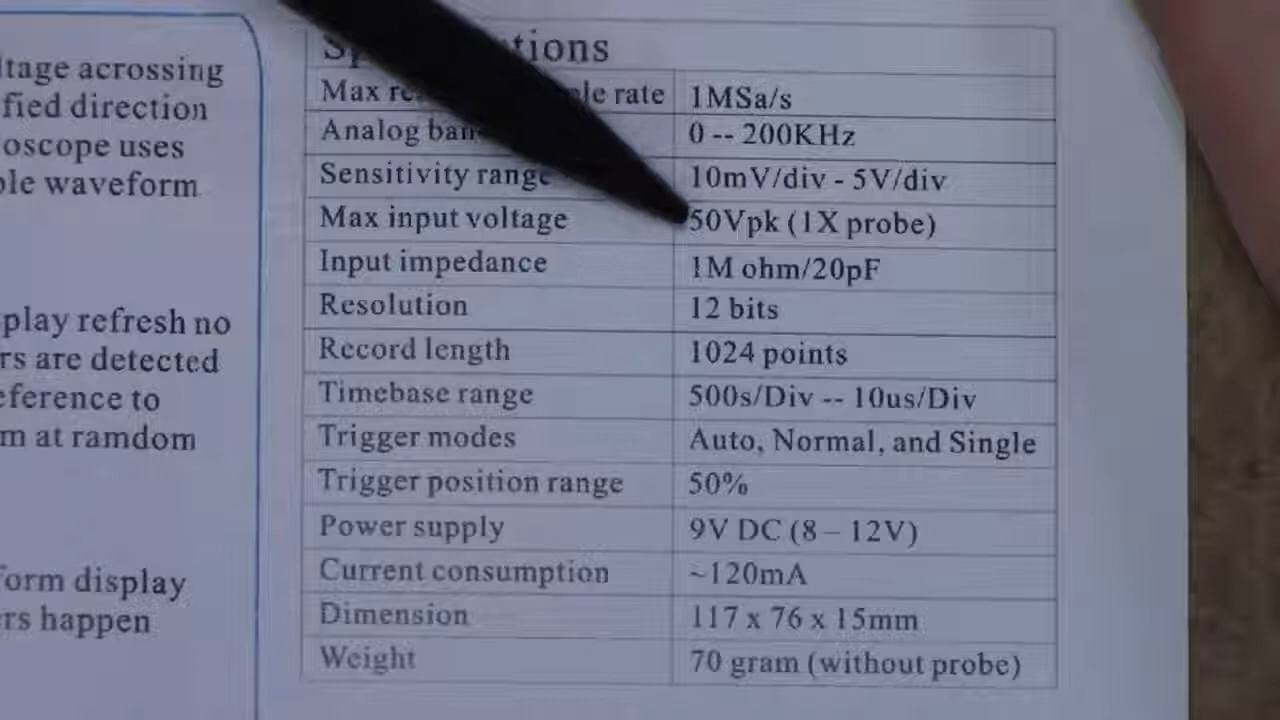 ltage acrossing
fied direction
oscope uses
ble waveform
splay refresh no
rs are detected
eference to
m at ramdom
form display
rs happen
Max le rate 1MSa/s
Analog 0 -- 200KHz
Sensitivity range 10mV/div - 5V/div
Max input voltage 50Vpk (1X probe)
Input impedance 1M ohm/20pF
Resolution 12 bits
Record length 1024 points
Timebase range 500s/Div -- 10us/Div
Trigger modes Auto, Normal, and Single
Trigger position range 50%
Power supply 9V DC (8 – 12V)
Current consumption ~120mA
Dimension 117 x 76 x 15mm
Weight 70 gram (without probe)